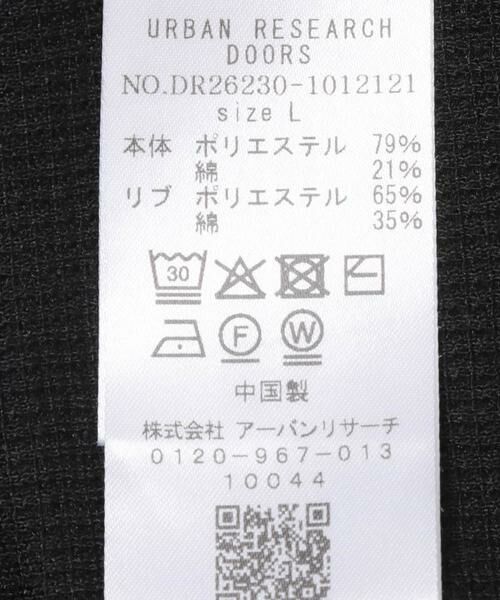 URBAN RESEARCH
DOORS
NO.DR26230-1012121
size L
本体 ポリエステル 79%
綿 21%
リブ ポリエステル 65%
綿 35%
30
F W
中国製
株式会社 アーバンリサーチ
0120-967-013
10044